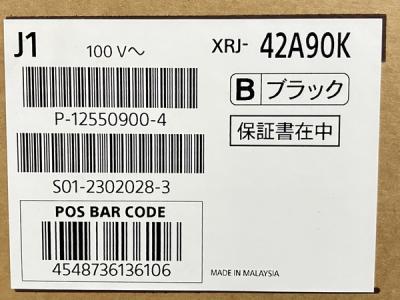 J1 100 V～ XRJ- 42A90K
B ブラック
P-12550900-4
保証書在中
S01-2302028-3
POS BAR CODE
4548736136106
MADE IN MALAYSIA